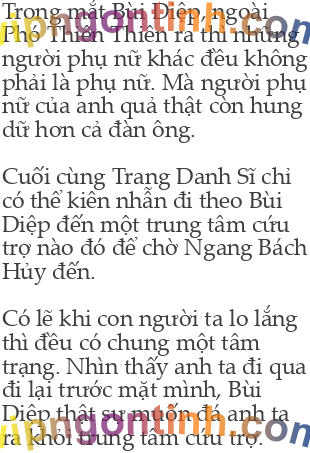 Trong mắt Bùi Diệp, ngoài
Phó Thiên Thiên ra thì những
người phụ nữ khác đều không
phải là phụ nữ. Mà người phụ
nữ của anh quả thật còn hung
dữ hơn cả đàn ông.
Cuối cùng Trang Danh Sĩ chỉ
có thể kiên nhẫn đi theo Bùi
Diệp đến một trung tâm cứu
trợ nào đó để chờ Ngang Bách
Hủy đến.
Có lẽ khi con người ta lo lắng
thì đều có chung một tâm
trạng. Nhìn thấy anh ta đi qua
đi lại trước mặt mình, Bùi
Diệp thật sự muốn đá anh ta
ra khỏi trung tâm cứu trợ.
vipngontinh.com
vipngontinh.com